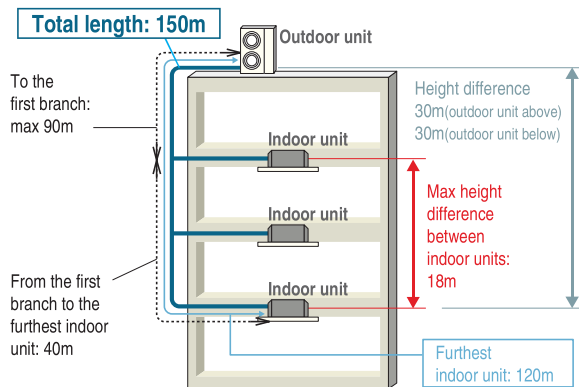 Total length: 150m
Outdoor unit
To the
first branch:
max 90m
Height difference
30m(outdoor unit above)
30m(outdoor unit below)
Indoor unit
Max height
difference
between
indoor units:
18m
Indoor unit
From the first
branch to the
furthest indoor
unit: 40m
Indoor unit
Furthest
indoor unit: 120m